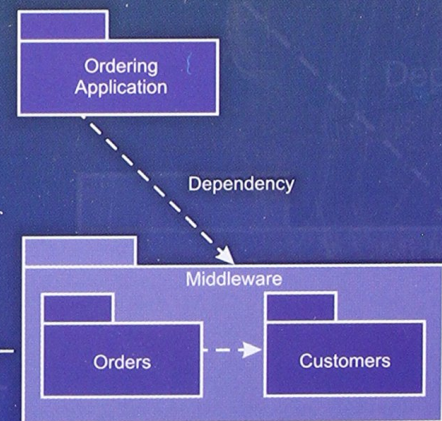 Ordering
Application
Dependency
Middleware
Orders
Customers